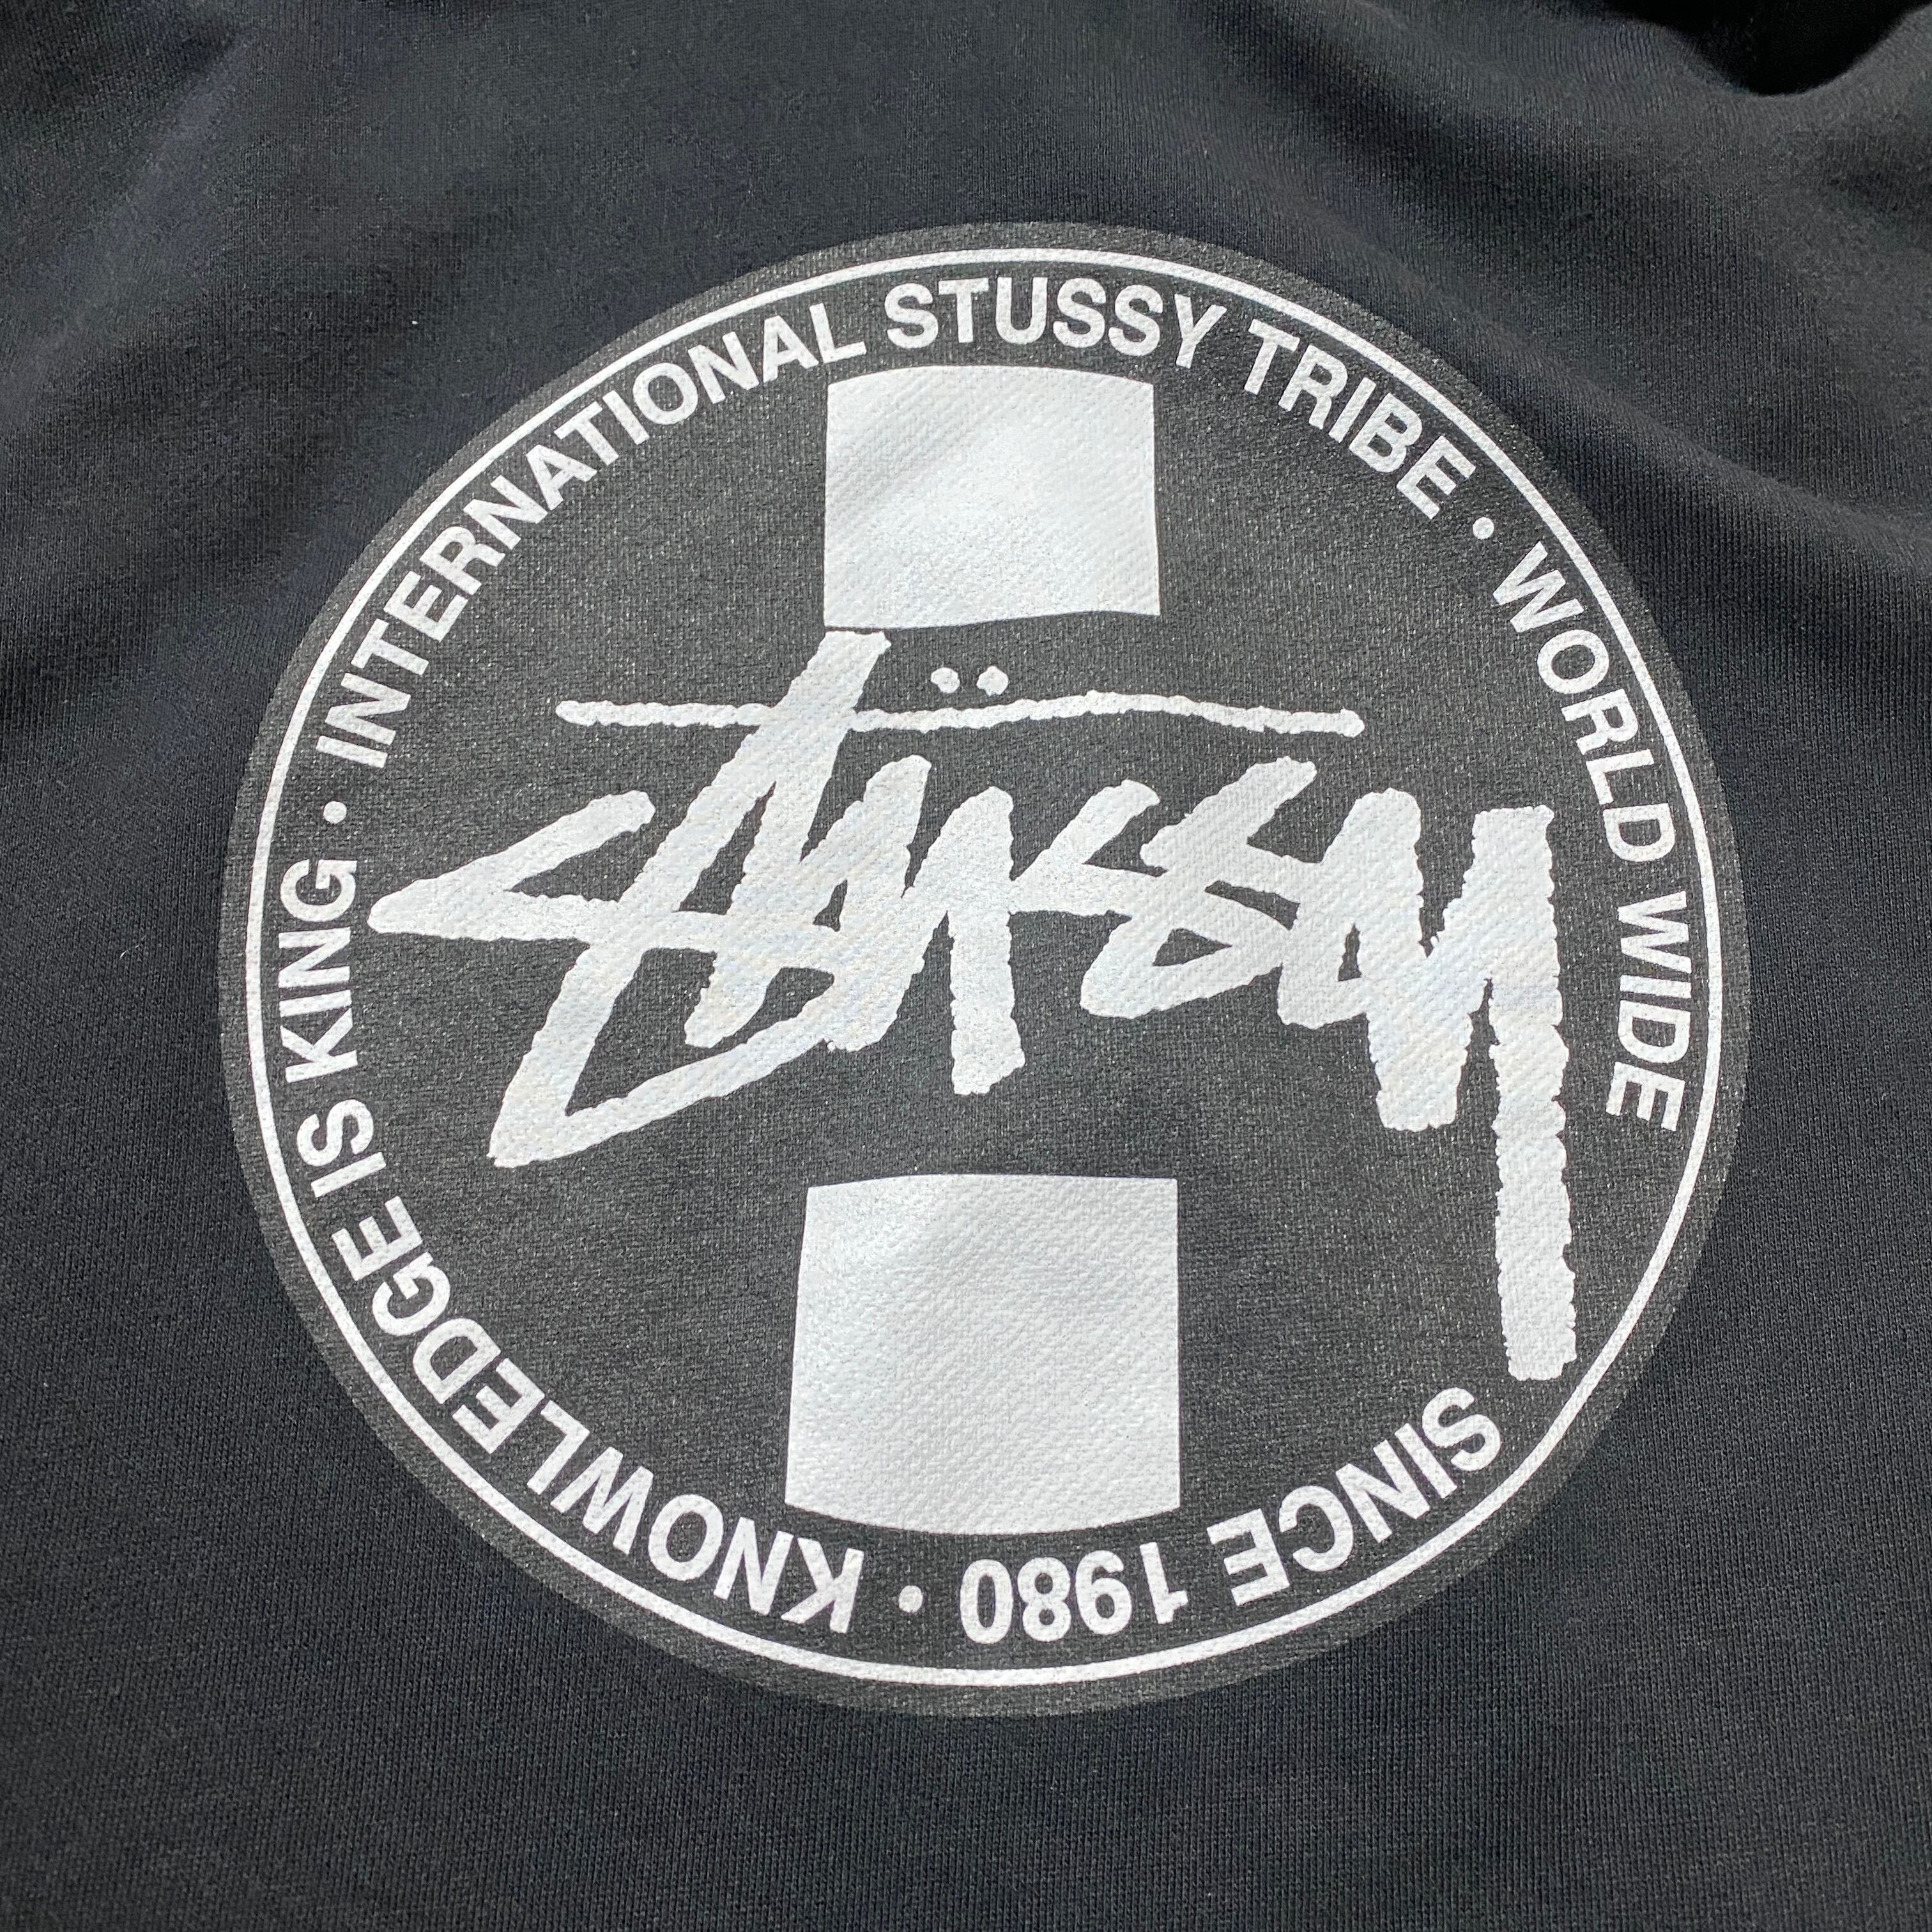 INTERNATIONAL STUSSY TRIBE • WORLD WIDE
SINCE 1980 • KNOWLEDGE IS KING •
Stüssy